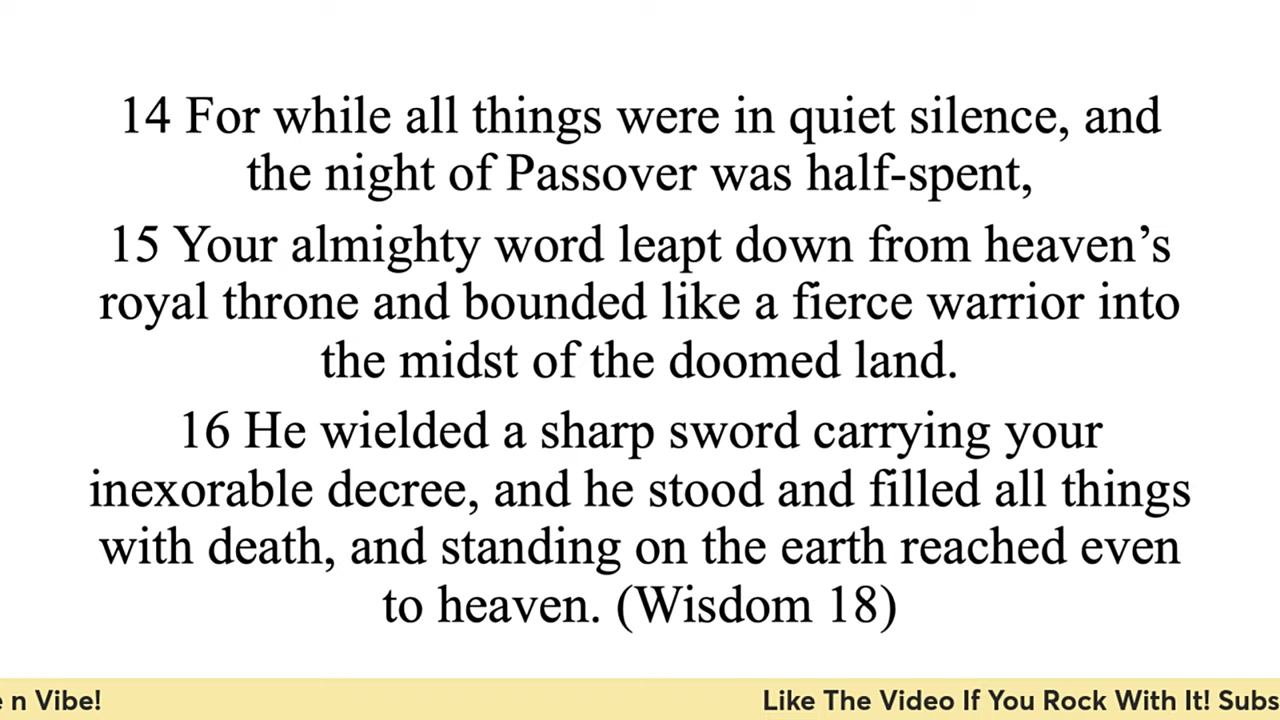 14 For while all things were in quiet silence, and
the night of Passover was half-spent,
15 Your almighty word leapt down from heaven’s
royal throne and bounded like a fierce warrior into
the midst of the doomed land.
16 He wielded a sharp sword carrying your
inexorable decree, and he stood and filled all things
with death, and standing on the earth reached even
to heaven. (Wisdom 18)
n Vibe! Like The Video If You Rock With It!